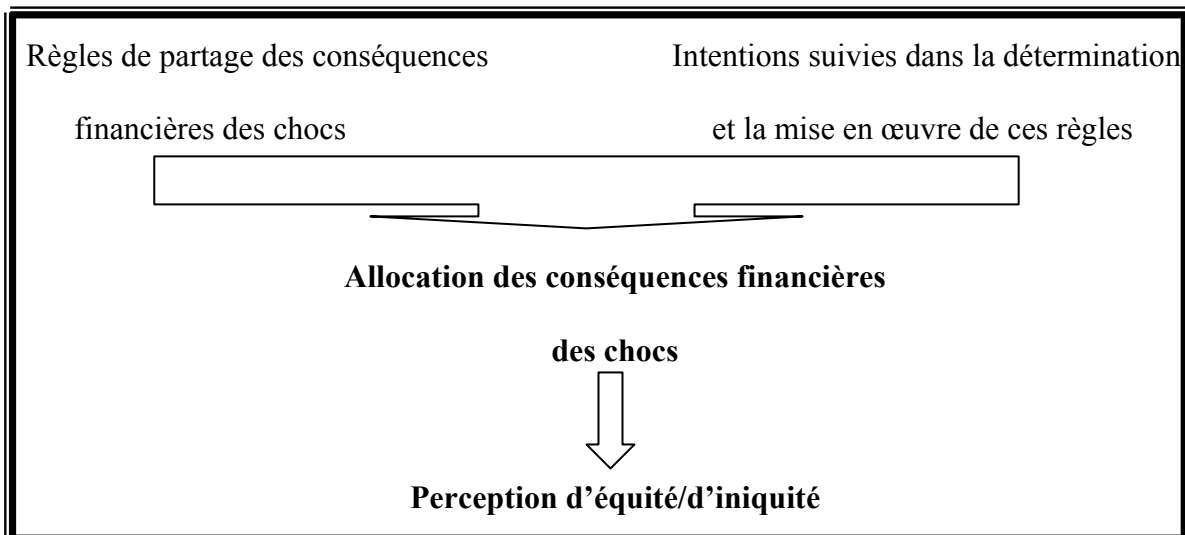 Règles de partage des conséquences
financières des chocs
Intentions suivies dans la détermination
et la mise en œuvre de ces règles
Allocation des conséquences financières
des chocs
Perception d'équité/d'iniquité